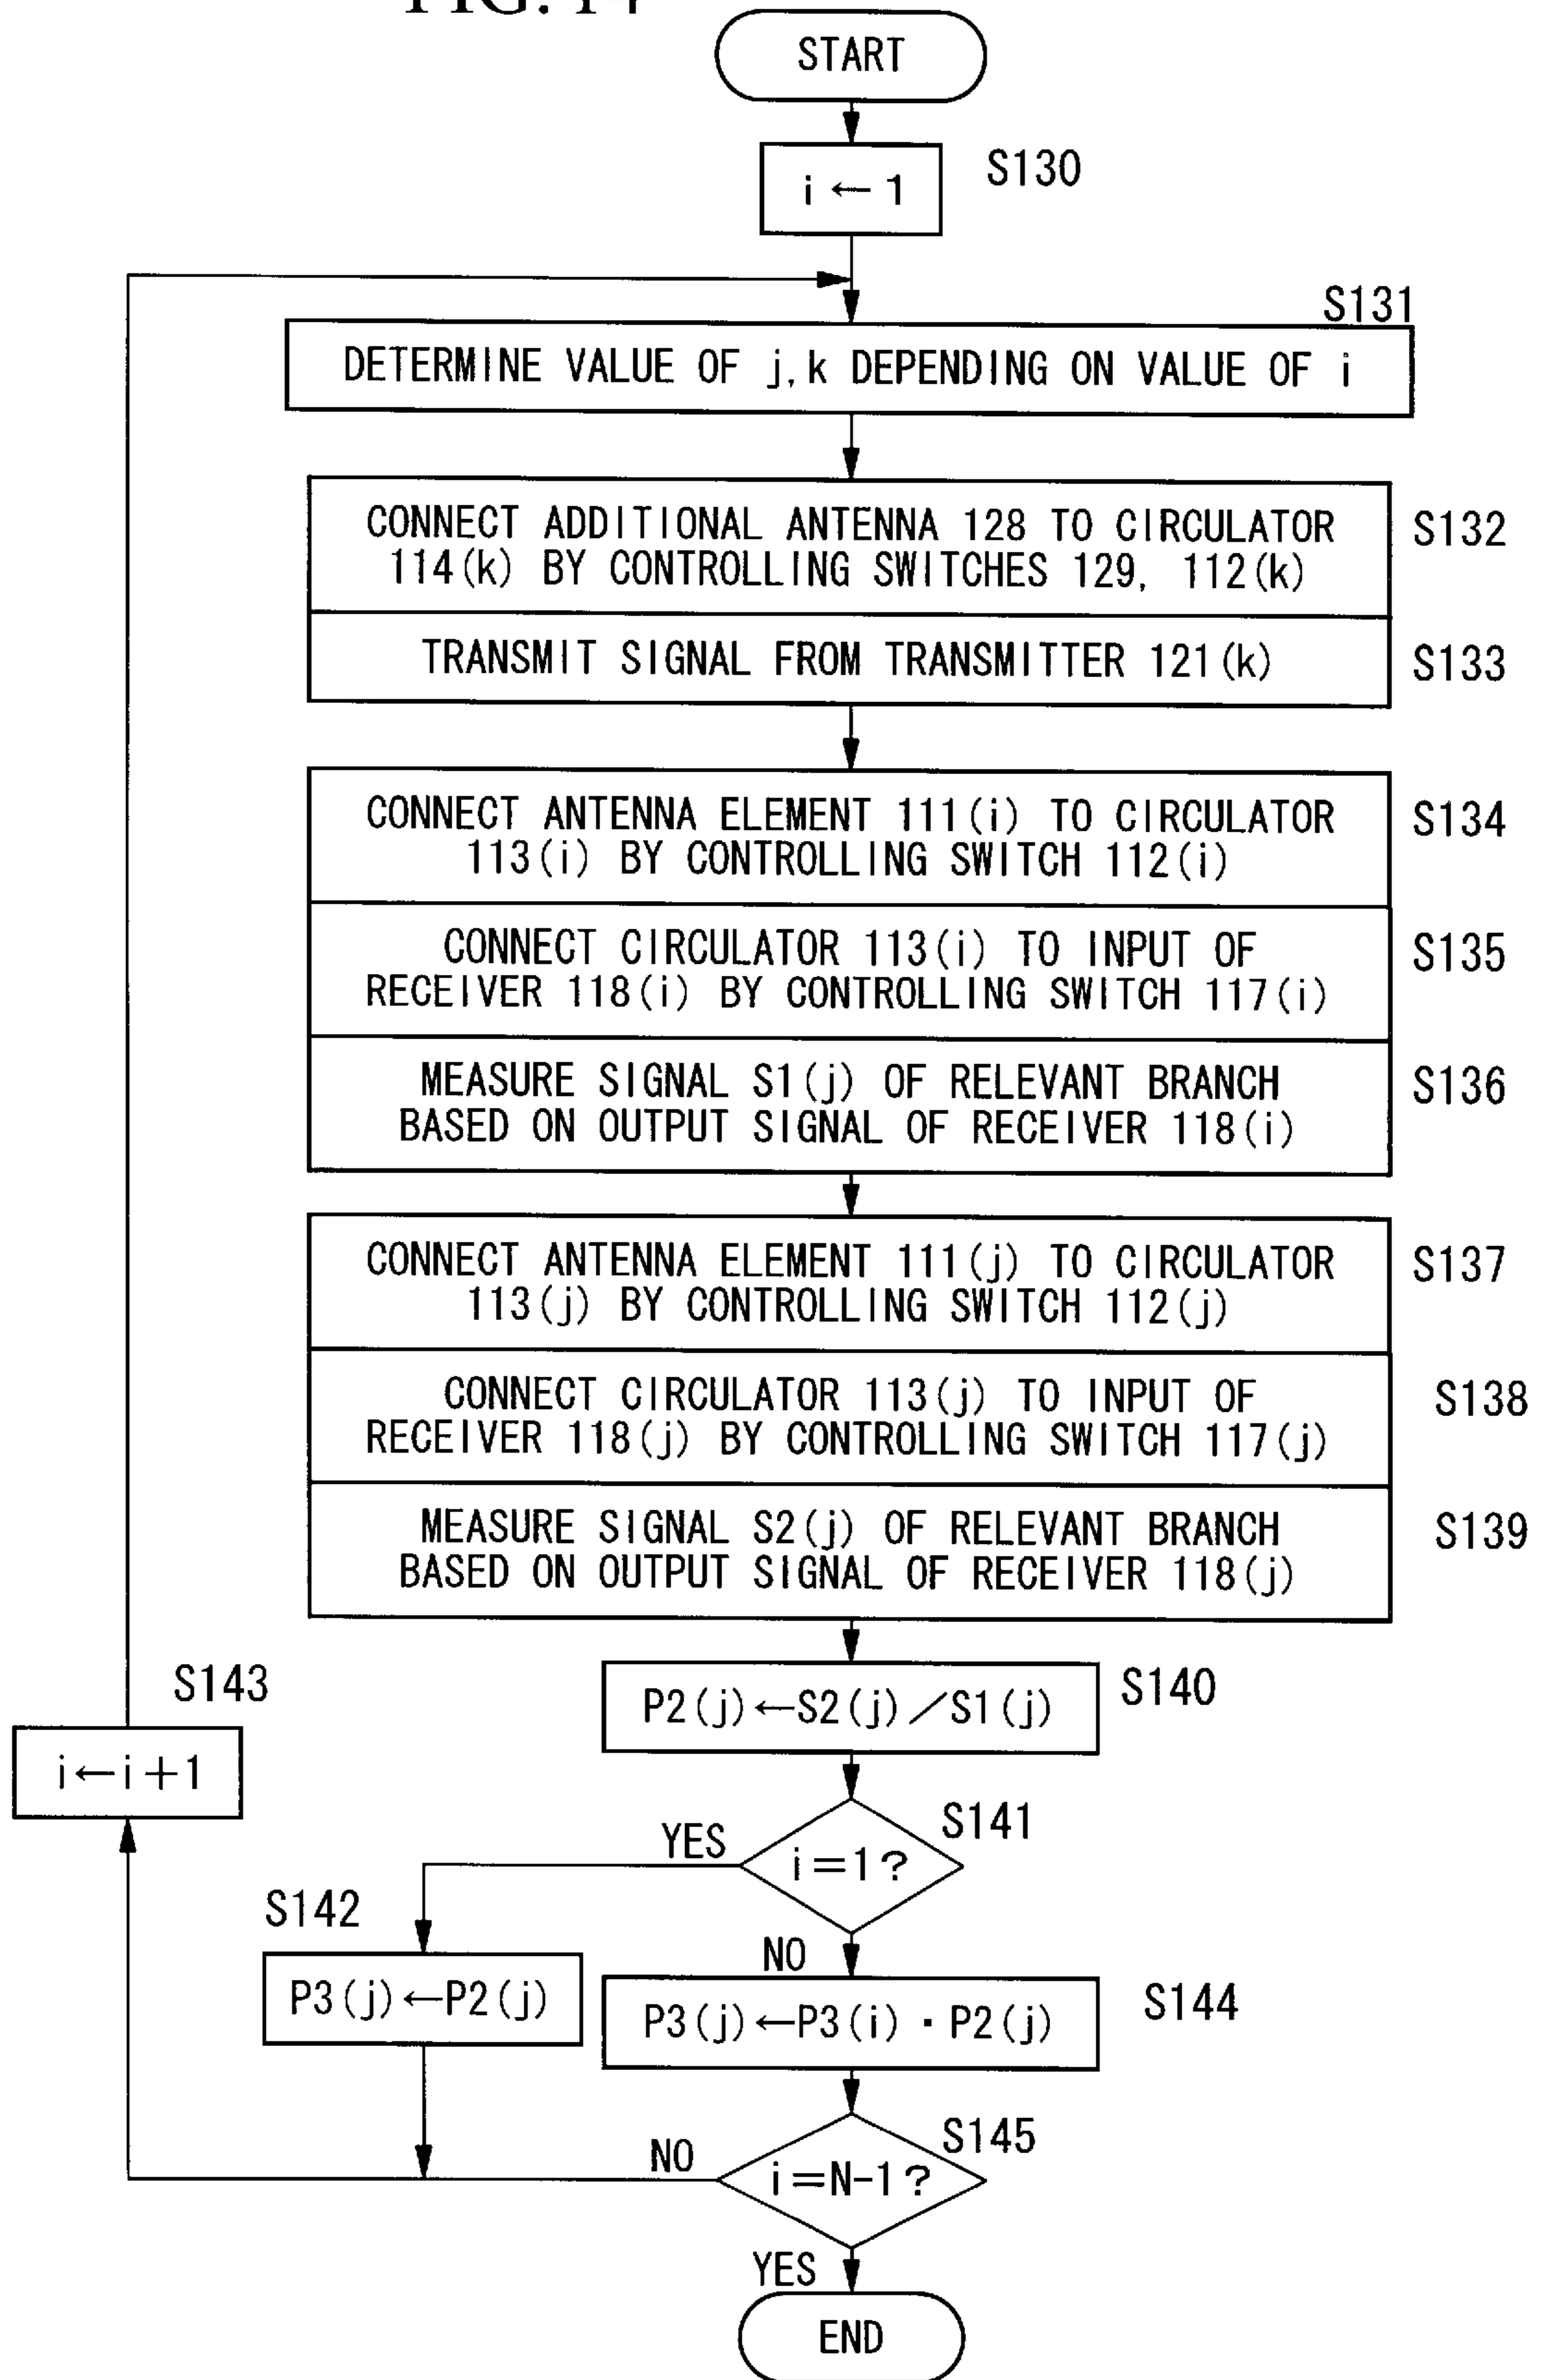 FIG. 14
START
i ← 1
S130
S131
DETERMINE VALUE OF j,k DEPENDING ON VALUE OF i
CONNECT ADDITIONAL ANTENNA 128 TO CIRCULATOR
114(k) BY CONTROLLING SWITCHES 129, 112(k)
S132
TRANSMIT SIGNAL FROM TRANSMITTER 121(k)
S133
CONNECT ANTENNA ELEMENT 111(i) TO CIRCULATOR
113(i) BY CONTROLLING SWITCH 112(i)
S134
CONNECT CIRCULATOR 113(i) TO INPUT OF
RECEIVER 118(i) BY CONTROLLING SWITCH 117(i)
S135
MEASURE SIGNAL S1(j) OF RELEVANT BRANCH
BASED ON OUTPUT SIGNAL OF RECEIVER 118(i)
S136
CONNECT ANTENNA ELEMENT 111(j) TO CIRCULATOR
113(j) BY CONTROLLING SWITCH 112(j)
S137
CONNECT CIRCULATOR 113(j) TO INPUT OF
RECEIVER 118(j) BY CONTROLLING SWITCH 117(j)
S138
MEASURE SIGNAL S2(j) OF RELEVANT BRANCH
BASED ON OUTPUT SIGNAL OF RECEIVER 118(j)
S139
P2(j)←S2(j)/S1(j)
S140
S143
i←i+1
S141
i=1?
YES
NO
S142
P3(j)←P2(j)
P3(j)←P3(i)・P2(j)
S144
S145
i=N-1?
NO
YES
END